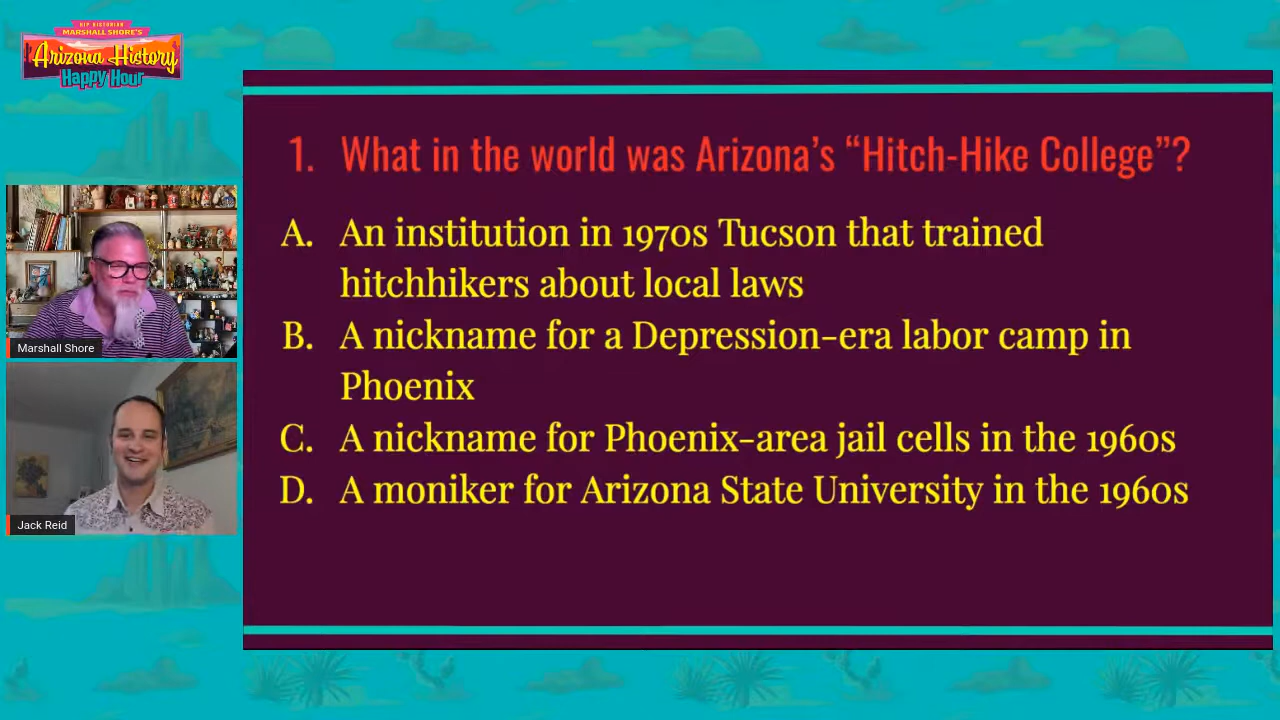 HIP HISTORIAN
MARSHALL SHORE'S
Arizona History
Happy Hour
1. What in the world was Arizona’s “Hitch-Hike College”?
A. An institution in 1970s Tucson that trained
hitchhikers about local laws
B. A nickname for a Depression-era labor camp in
Phoenix
C. A nickname for Phoenix-area jail cells in the 1960s
D. A moniker for Arizona State University in the 1960s
Marshall Shore
Jack Reid